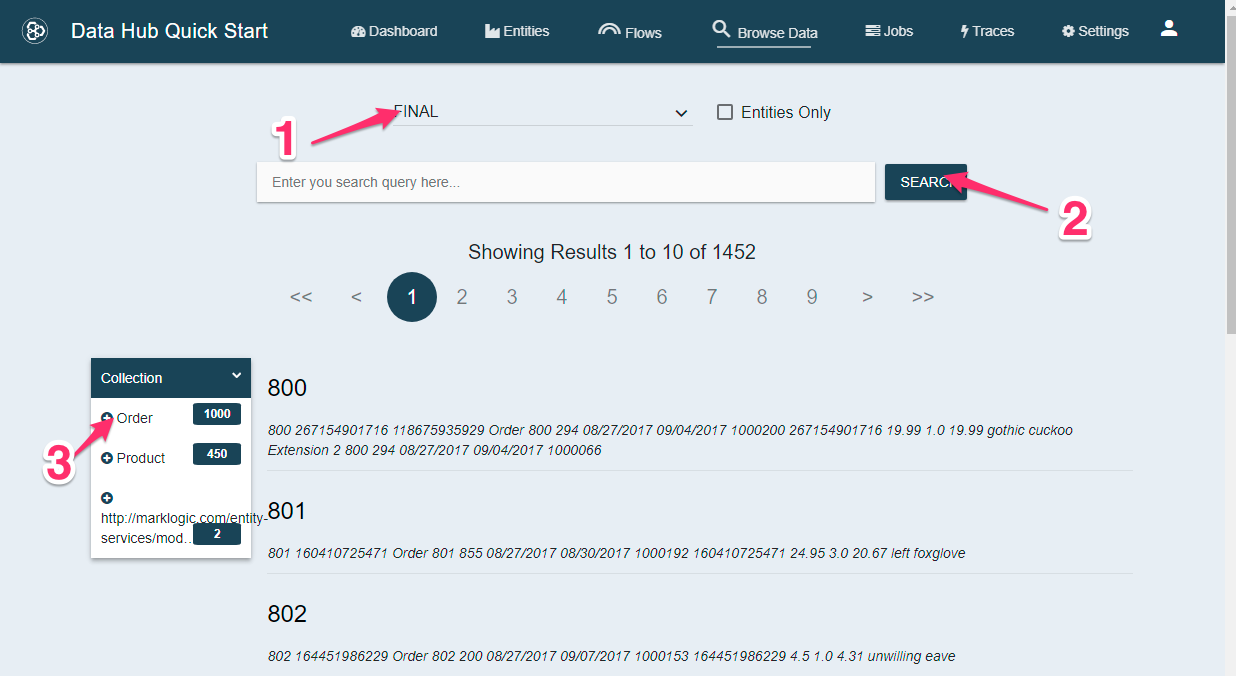 Data Hub Quick Start Dashboard Entities Flows Browse Data Jobs Traces Settings
FINAL Entities Only
1
Enter you search query here... SEARCH
2
Showing Results 1 to 10 of 1452
<< < 1 2 3 4 5 6 7 8 9 > >>
Collection
Order 1000
3
Product 450
http://marklogic.com/entity-
services/mod... 2
800
800 267154901716 118675935929 Order 800 294 08/27/2017 09/04/2017 1000200 267154901716 19.99 1.0 19.99 gothic cuckoo
Extension 2 800 294 08/27/2017 09/04/2017 1000066
801
801 160410725471 Order 801 855 08/27/2017 08/30/2017 1000192 160410725471 24.95 3.0 20.67 left foxglove
802
802 164451986229 Order 802 200 08/27/2017 09/07/2017 1000153 164451986229 4.5 1.0 4.31 unwilling eave